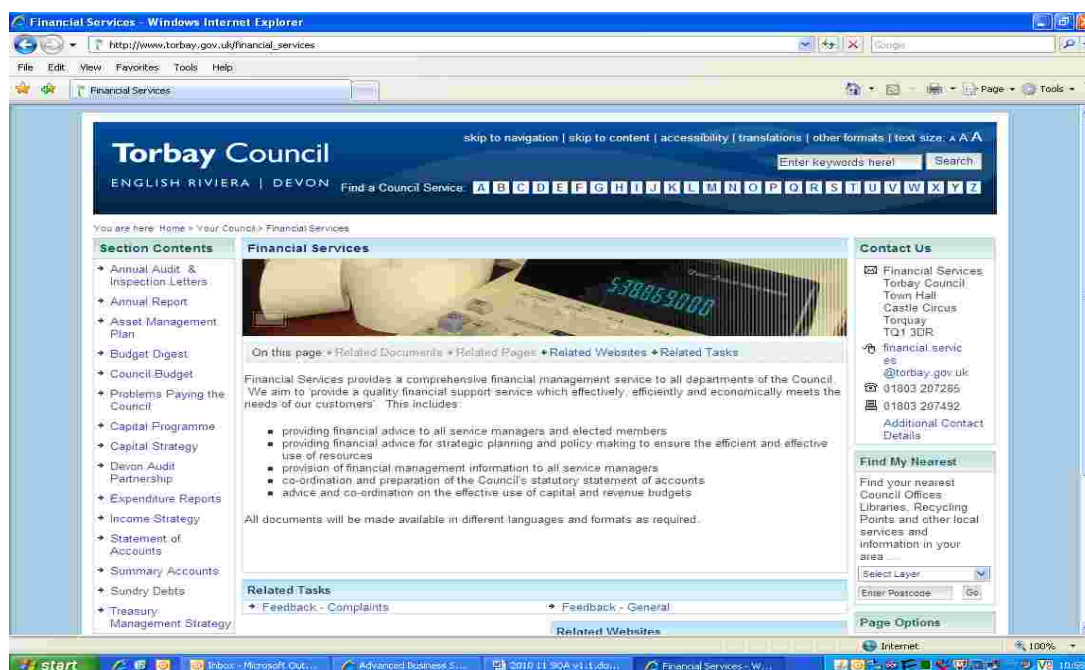 Financial Services - Windows Internet Explorer
http://www.torbay.gov.uk/financial_services
Google
File Edit View Favorites Tools Help
Financial Services
Page Tools
skip to navigation | skip to content | accessibility | translations | other formats | text size: A A A
Torbay Council
Enter keywords here! Search
ENGLISH RIVIERA | DEVON
Find a Council Service: A B C D E F G H I J K L M N O P Q R S T U V W X Y Z
You are here: Home > Your Council > Financial Services
Section Contents
Annual Audit & Inspection Letters
Annual Report
Asset Management Plan
Budget Digest
Council Budget
Problems Paying the Council
Capital Programme
Capital Strategy
Devon Audit Partnership
Expenditure Reports
Income Strategy
Statement of Accounts
Summary Accounts
Sundry Debts
Treasury Management Strategy
Financial Services
538869000
On this page Related Documents Related Pages Related Websites Related Tasks
Financial Services provides a comprehensive financial management service to all departments of the Council.
We aim to 'provide a quality financial support service which effectively, efficiently and economically meets the
needs of our customers'. This includes:
providing financial advice to all service managers and elected members
providing financial advice for strategic planning and policy making to ensure the efficient and effective
use of resources
provision of financial management information to all service managers
co-ordination and preparation of the Council's statutory statement of accounts
advice and co-ordination on the effective use of capital and revenue budgets
All documents will be made available in different languages and formats as required.
Related Tasks
Feedback - Complaints
Feedback - General
Related Websites
Contact Us
Financial Services
Torbay Council
Town Hall
Castle Circus
Torquay
TQ1 3DR
financial servic
es
@torbay.gov.uk
01803 207285
01803 207492
Additional Contact
Details
Find My Nearest
Find your nearest
Council Offices
Libraries, Recycling
Points and other local
services and
information in your
area ...
Select Layer
Enter Postcode Go
Page Options
Internet 100%
start
Inbox - Microsoft Out...
Advanced Business S...
2010 11 SOA v1.1.do...
Financial Services - W...